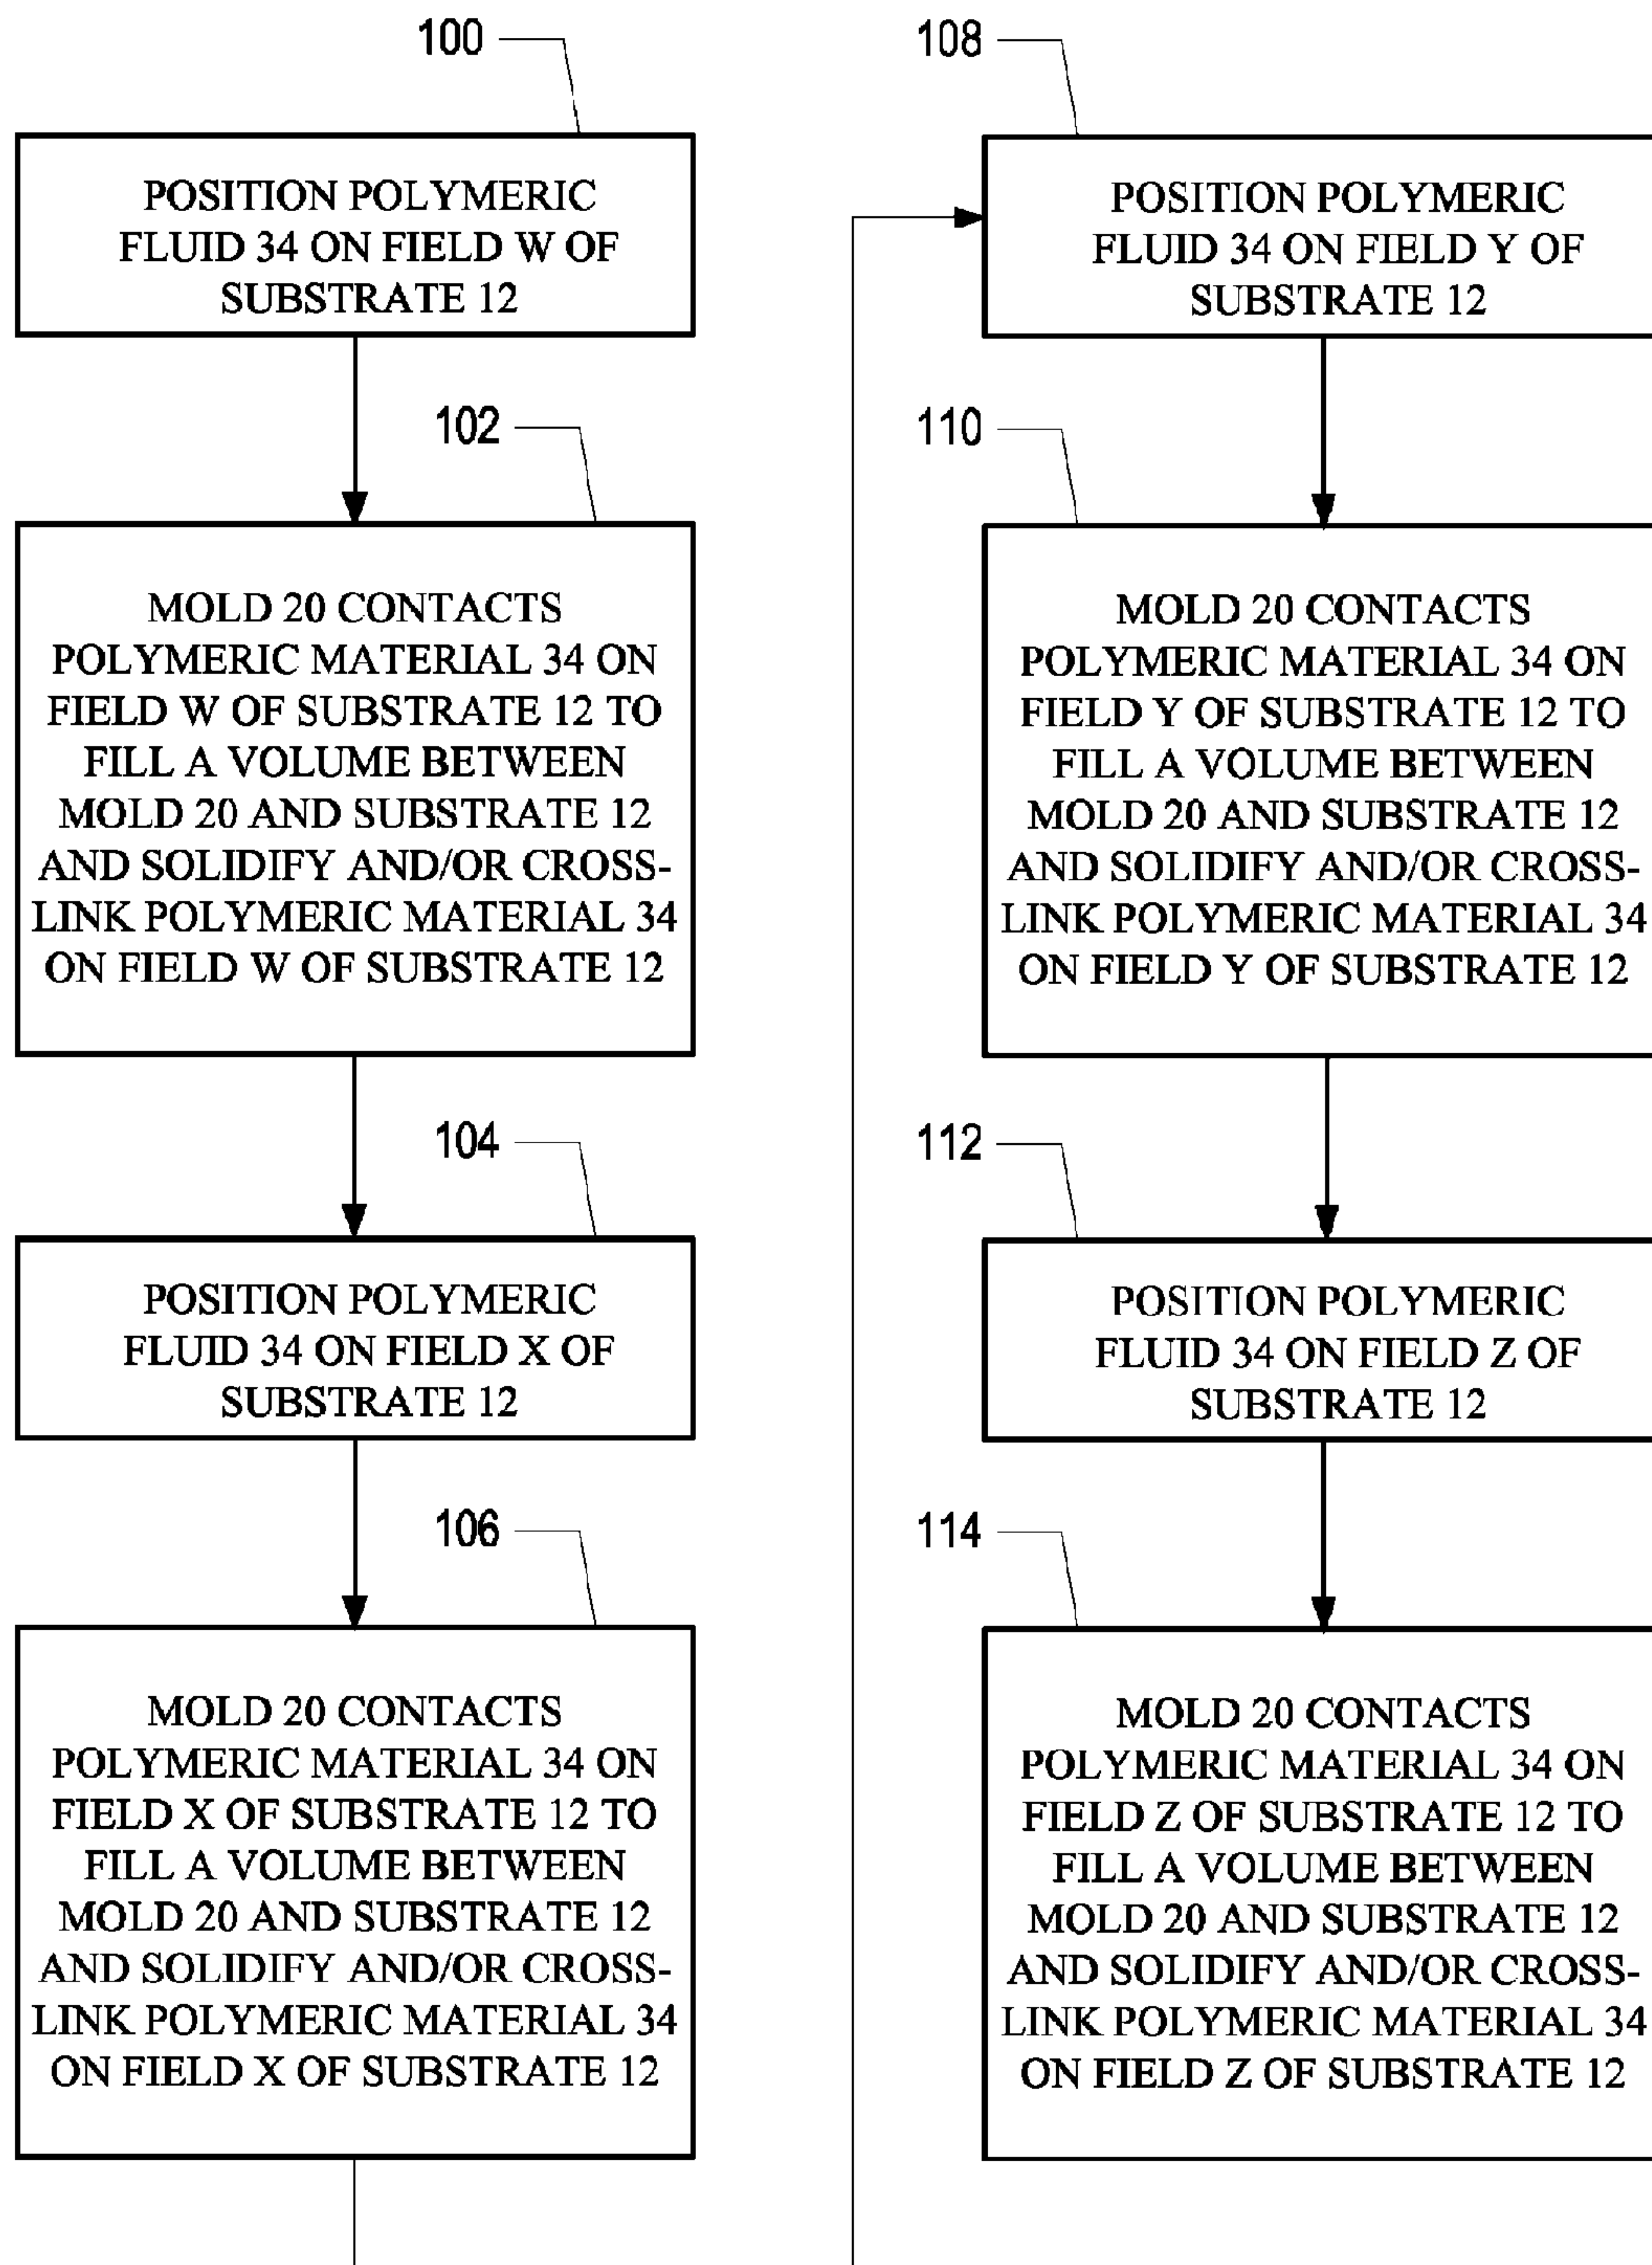 100
POSITION POLYMERIC
FLUID 34 ON FIELD W OF
SUBSTRATE 12
102
MOLD 20 CONTACTS
POLYMERIC MATERIAL 34 ON
FIELD W OF SUBSTRATE 12 TO
FILL A VOLUME BETWEEN
MOLD 20 AND SUBSTRATE 12
AND SOLIDIFY AND/OR CROSS-
LINK POLYMERIC MATERIAL 34
ON FIELD W OF SUBSTRATE 12
104
POSITION POLYMERIC
FLUID 34 ON FIELD X OF
SUBSTRATE 12
106
MOLD 20 CONTACTS
POLYMERIC MATERIAL 34 ON
FIELD X OF SUBSTRATE 12 TO
FILL A VOLUME BETWEEN
MOLD 20 AND SUBSTRATE 12
AND SOLIDIFY AND/OR CROSS-
LINK POLYMERIC MATERIAL 34
ON FIELD X OF SUBSTRATE 12
108
POSITION POLYMERIC
FLUID 34 ON FIELD Y OF
SUBSTRATE 12
110
MOLD 20 CONTACTS
POLYMERIC MATERIAL 34 ON
FIELD Y OF SUBSTRATE 12 TO
FILL A VOLUME BETWEEN
MOLD 20 AND SUBSTRATE 12
AND SOLIDIFY AND/OR CROSS-
LINK POLYMERIC MATERIAL 34
ON FIELD Y OF SUBSTRATE 12
112
POSITION POLYMERIC
FLUID 34 ON FIELD Z OF
SUBSTRATE 12
114
MOLD 20 CONTACTS
POLYMERIC MATERIAL 34 ON
FIELD Z OF SUBSTRATE 12 TO
FILL A VOLUME BETWEEN
MOLD 20 AND SUBSTRATE 12
AND SOLIDIFY AND/OR CROSS-
LINK POLYMERIC MATERIAL 34
ON FIELD Z OF SUBSTRATE 12